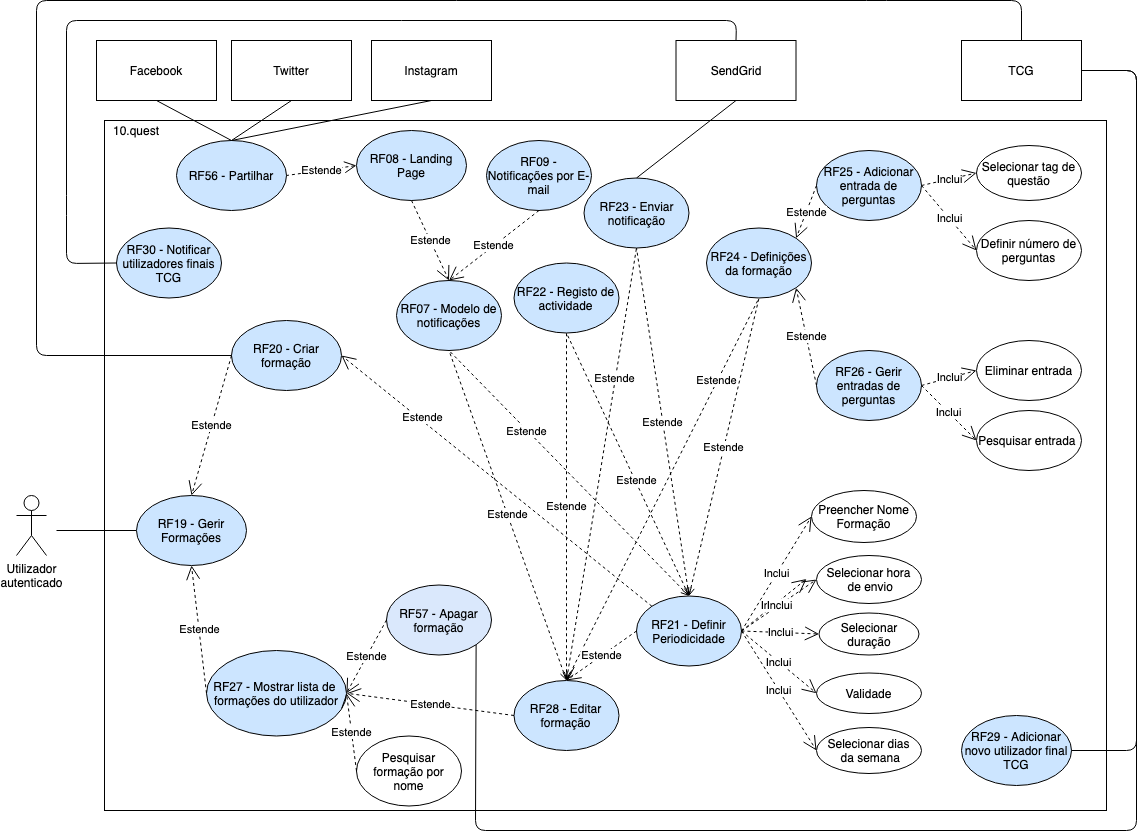 Facebook
Twitter
Instagram
SendGrid
TCG
10.quest
RF56 - Partilhar
Estende
RF08 - Landing
Page
RF09 -
Notificações por E-
mail
RF23 - Enviar
notificação
RF25 - Adicionar
entrada de
perguntas
Inclui
Selecionar tag de
questão
Inclui
Definir número de
perguntas
Estende
RF30 - Notificar
utilizadores finais
TCG
Estende
Estende
RF24 - Definições
da formação
RF07 - Modelo de
notificações
RF22 - Registo de
actividade
RF20 - Criar
formação
Estende
RF26 - Gerir
entradas de
perguntas
Inclui
Eliminar entrada
Inclui
Pesquisar entrada
Estende
Estende
Estende
Estende
Estende
Estende
Estende
Estende
Estende
Estende
RF19 - Gerir
Formações
Utilizador
autenticado
Preencher Nome
Formação
Inclui
Selecionar hora
de envio
IrInclui
Inclui
Selecionar
duração
RF57 - Apagar
formação
RF21 - Definir
Periodicidade
Estende
Estende
Estende
Inclui
Validade
Inclui
RF27 - Mostrar lista de
formações do utilizador
Estende
RF28 - Editar
formação
Estende
Pesquisar
formação por
nome
Selecionar dias
da semana
RF29 - Adicionar
novo utilizador final
TCG